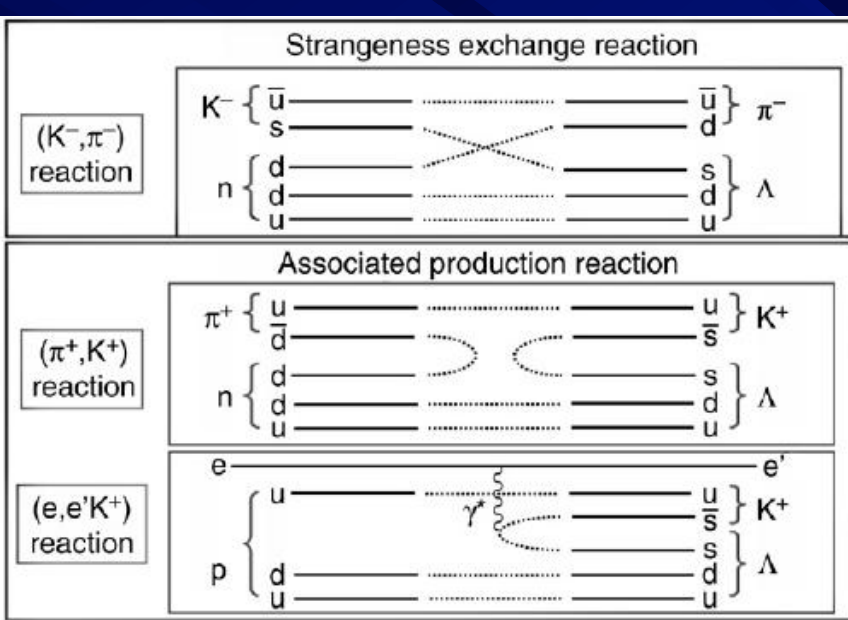 Strangeness exchange reaction
(K⁻,π⁻)
reaction
K⁻ { ū ū } π⁻
s d
n { d s } Λ
d d
u u
Associated production reaction
(π⁺,K⁺)
reaction
π⁺ { u u } K⁺
d̅ s̅
n { d s } Λ
d d
u u
(e,e'K⁺)
reaction
e e'
u γ* u } K⁺
s̅
p { s } Λ
d d
u u